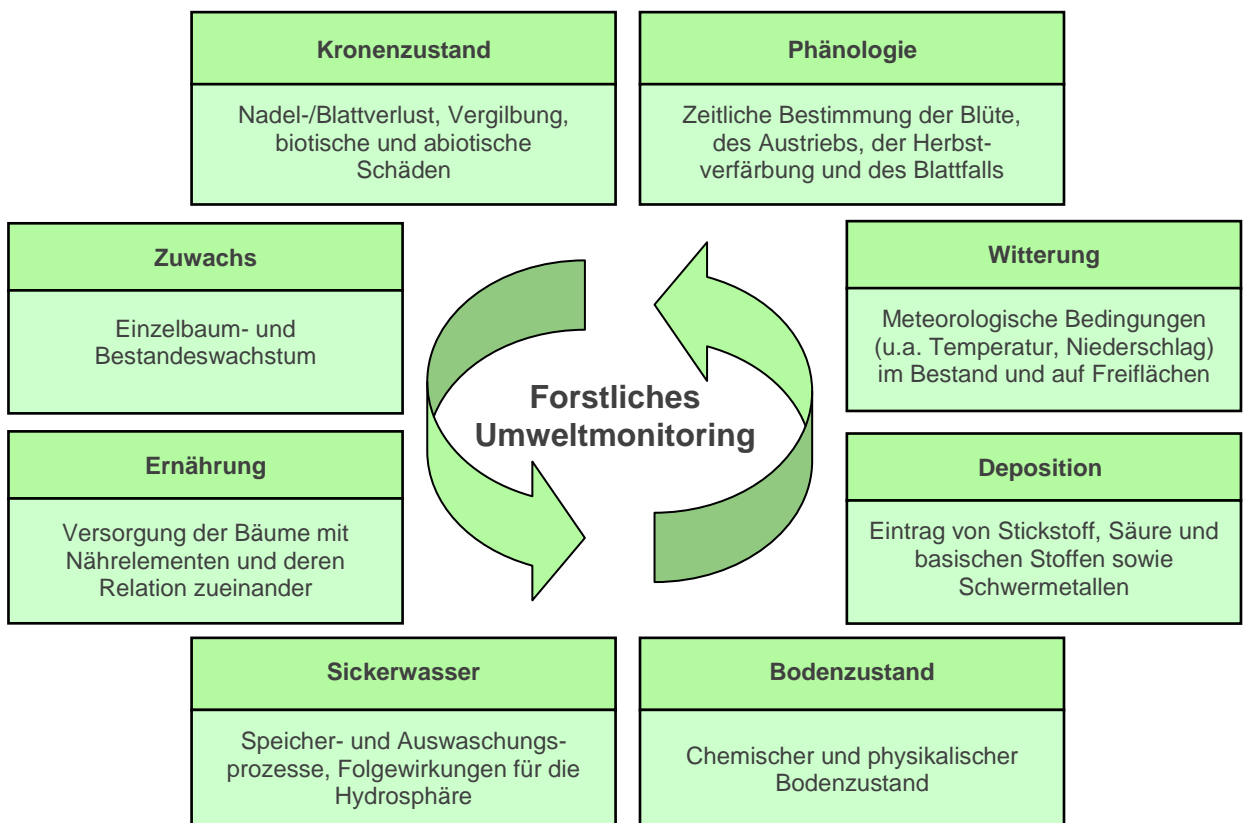 Kronenzustand
Nadel-/Blattverlust, Vergilbung,
biotische und abiotische
Schäden
Phänologie
Zeitliche Bestimmung der Blüte,
des Austriebs, der Herbst-
verfärbung und des Blattfalls
Zuwachs
Einzelbaum- und
Bestandeswachstum
Witterung
Meteorologische Bedingungen
(u.a. Temperatur, Niederschlag)
im Bestand und auf Freiflächen
Forstliches
Umweltmonitoring
Ernährung
Versorgung der Bäume mit
Nährelementen und deren
Relation zueinander
Deposition
Eintrag von Stickstoff, Säure und
basischen Stoffen sowie
Schwermetallen
Sickerwasser
Speicher- und Auswaschungs-
prozesse, Folgewirkungen für die
Hydrosphäre
Bodenzustand
Chemischer und physikalischer
Bodenzustand